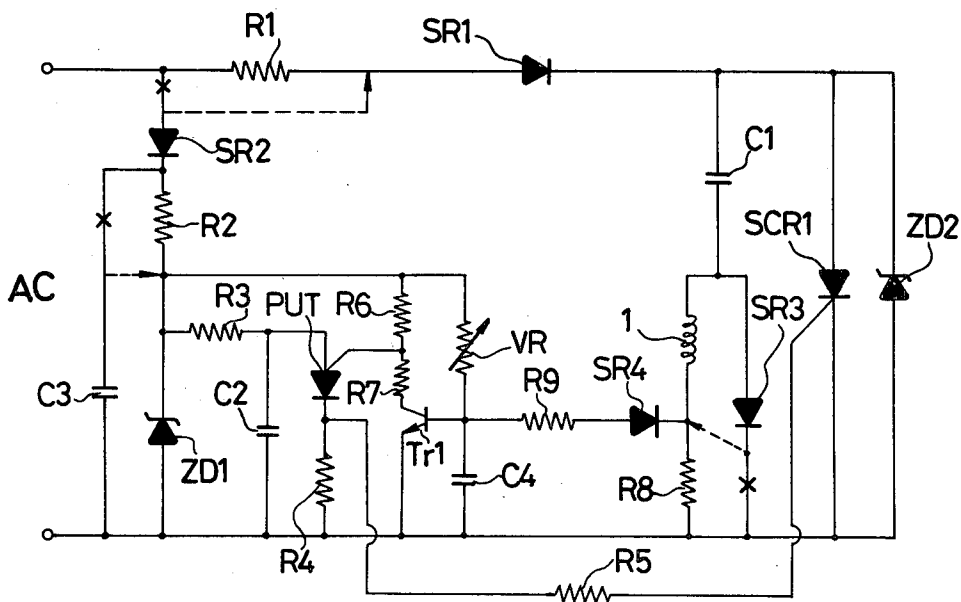 R1
SR1
SR2
C1
R2
SCR1
ZD2
AC
R3
PUT
R6
1
SR3
VR
R9
SR4
C3
C2
R7
ZD1
Tr1
C4
R8
R4
R5